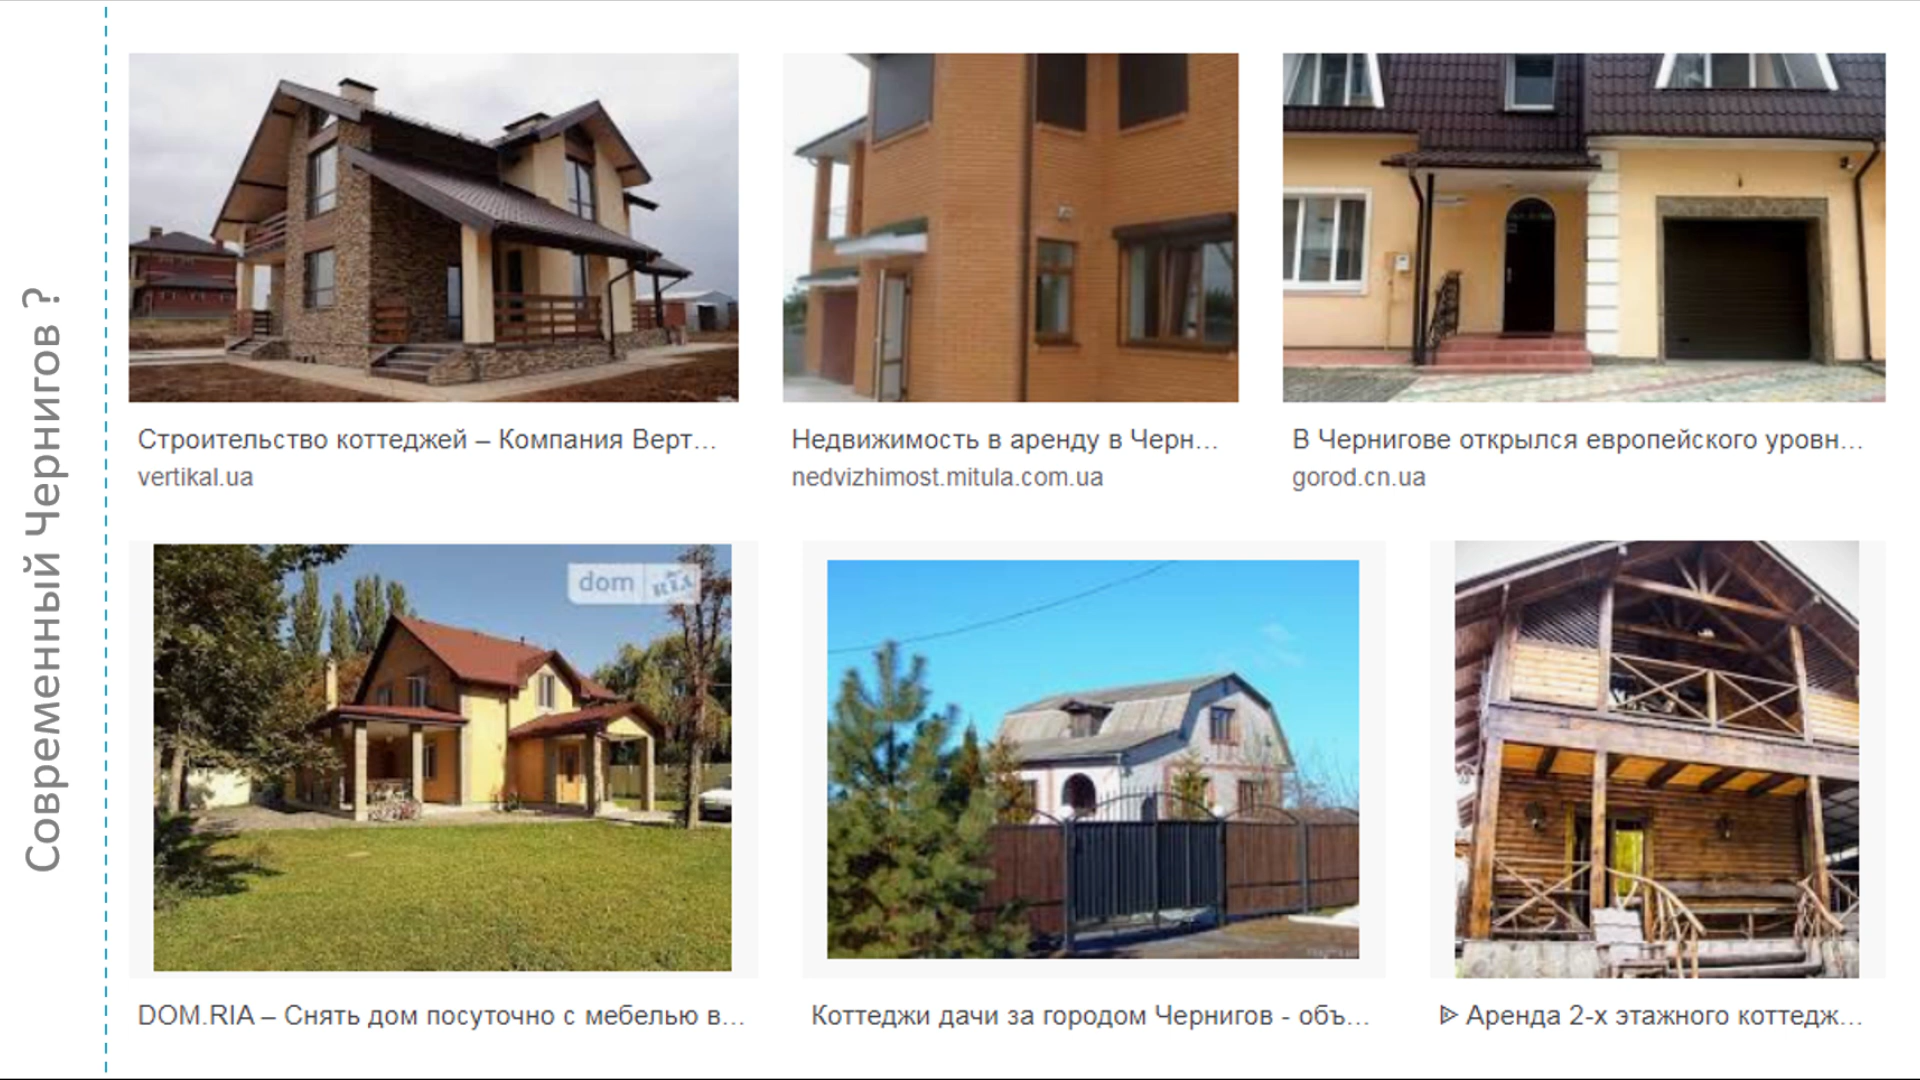 Современный Чернигов ?
Строительство коттеджей – Компания Верт...
vertikal.ua
Недвижимость в аренду в Черн...
nedvizhimost.mitula.com.ua
В Чернигове открылся европейского уровн...
gorod.cn.ua
dom RIA
DOM.RIA – Снять дом посуточно с мебелью в...
Коттеджи дачи за городом Чернигов - объ...
Аренда 2-х этажного коттедж...